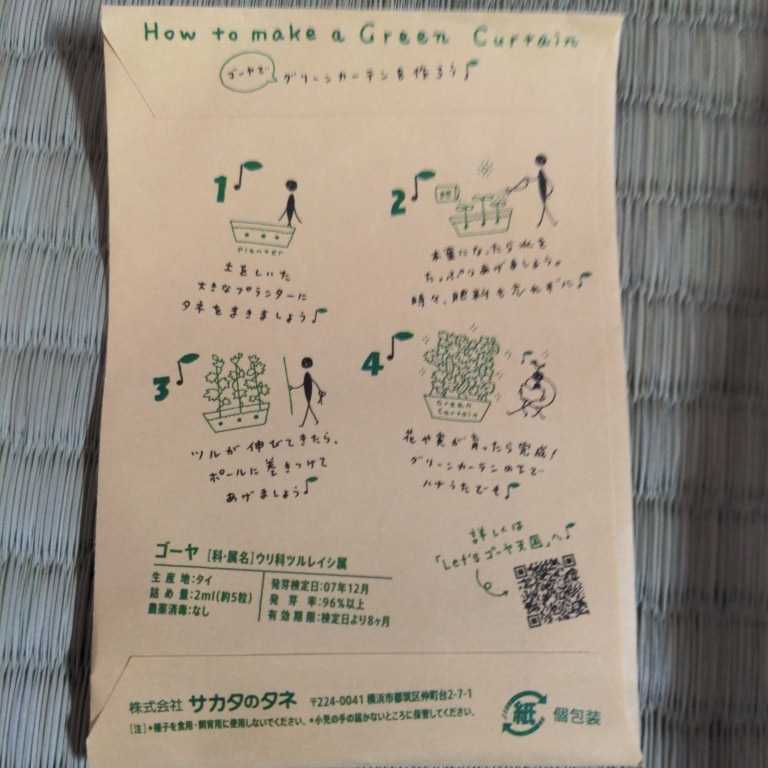 How to make a Green Curtain
ゴーヤで
グリーンカーテンを作ろう♪
1
planter
土をしいた
大きなプランターに
タネをまきましょう♪
2
本葉になったら水を
たっぷりあげましょう。
時々、肥料も忘れずに♪
3
ツルが伸びてきたら、
ポールに巻きつけて
あげましょう♪
4
Green
Curtain
花や実が育ったら完成!
グリーンカーテンの下で
ハナうたでも♪
詳しくは
「Let'sゴーヤ天国」へ♪
ゴーヤ [科・属名]ウリ科ツルレイシ属
生産地:タイ
詰め量:2ml(約5粒)
農薬消毒:なし
発芽検定日:07年12月
発芽率:96%以上
有効期限:検定日より8ヶ月
株式会社 サカタのタネ 〒224-0041 横浜市都筑区仲町台2-7-1
[注]•種子を食用・飼育用に使用しないでください。•小児の手の届かないところに保管してください。
紙 個包装